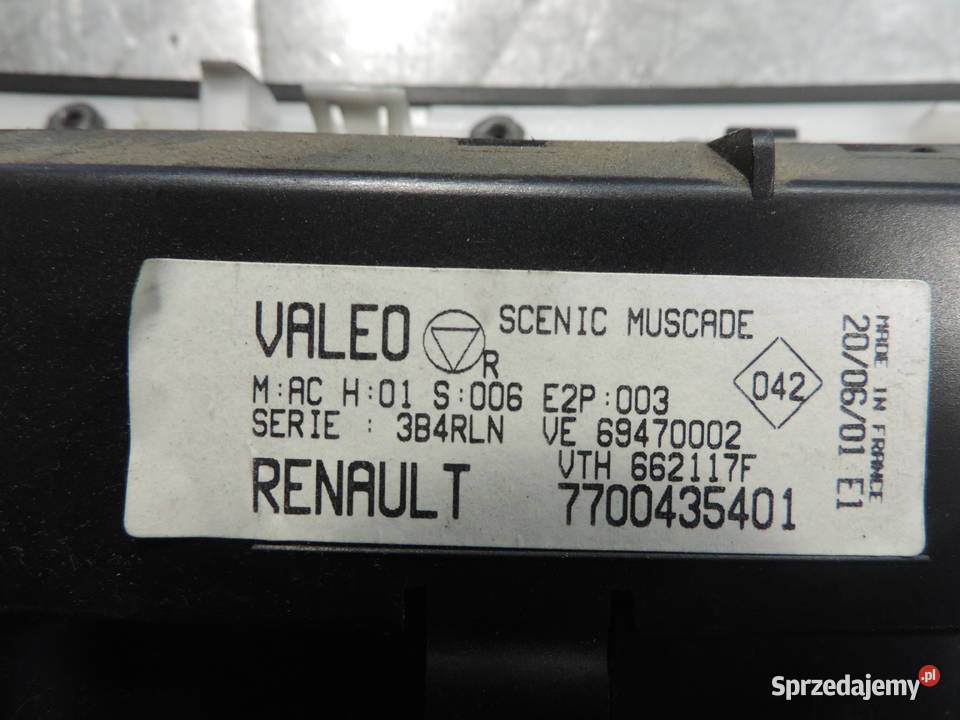 VALEO R SCENIC MUSCADE
M:AC H:01 S:006 E2P:003
042
SERIE : 3B4RLN VE 69470002
VTH 662117F
RENAULT 7700435401
MADE IN FRANCE
20/06/01 E1
Sprzedajemy.pl